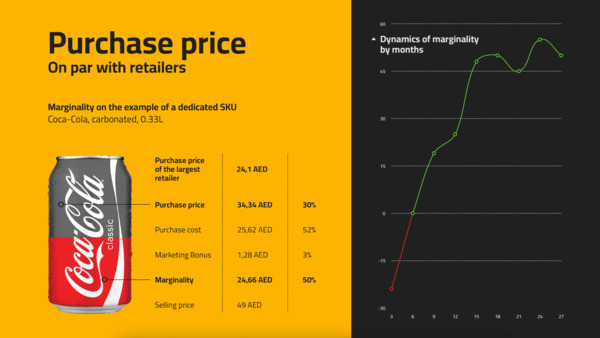 Purchase price
On par with retailers
Marginality on the example of a dedicated SKU
Coca-Cola, carbonated, 0.33L
Coca-Cola
classic
Purchase price
of the largest
retailer
24,1 AED
Purchase price 34,34 AED 30%
Purchase cost 25,62 AED 52%
Marketing Bonus 1,28 AED 3%
Marginality 24,66 AED 50%
Selling price 49 AED
Dynamics of marginality
by months
60
45
30
15
0
-15
-30
3 6 9 12 15 18 21 24 27